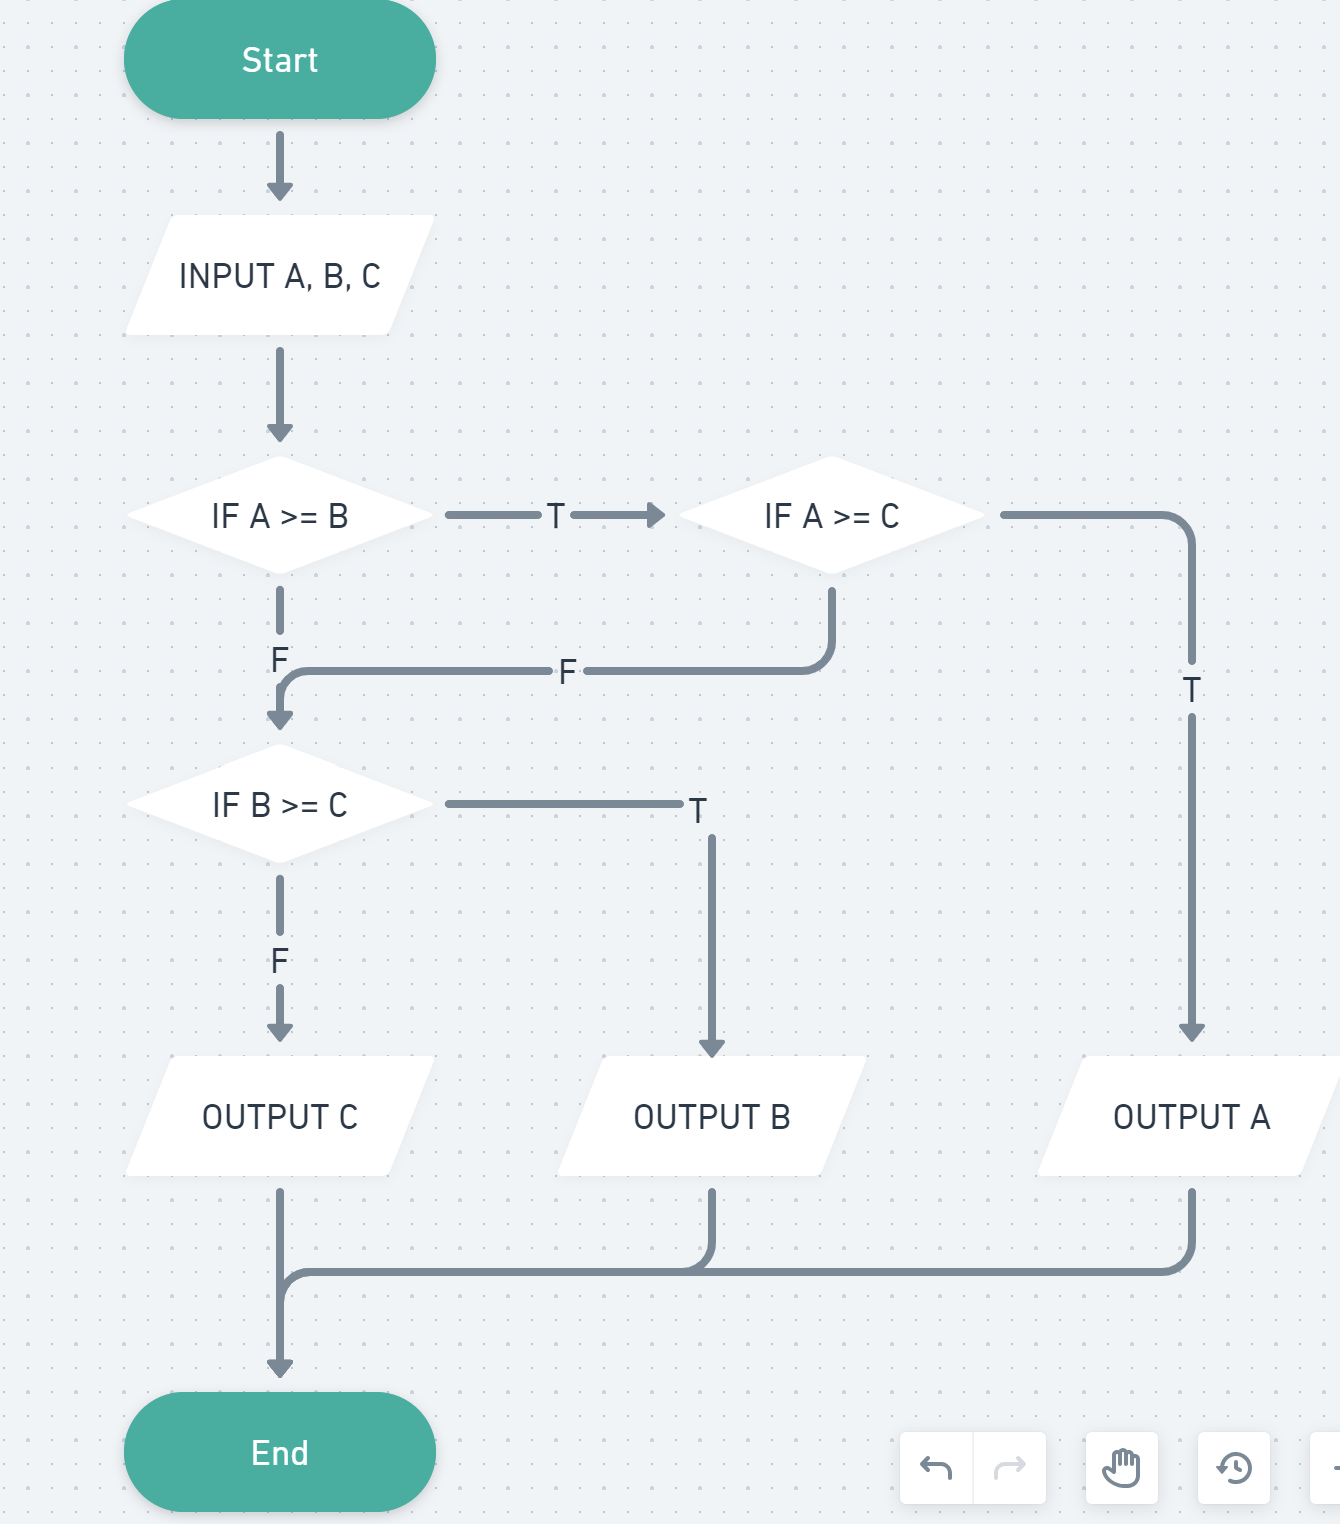 Start
INPUT A, B, C
IF A >= B
T
IF A >= C
F
F
T
IF B >= C
T
F
OUTPUT C
OUTPUT B
OUTPUT A
End